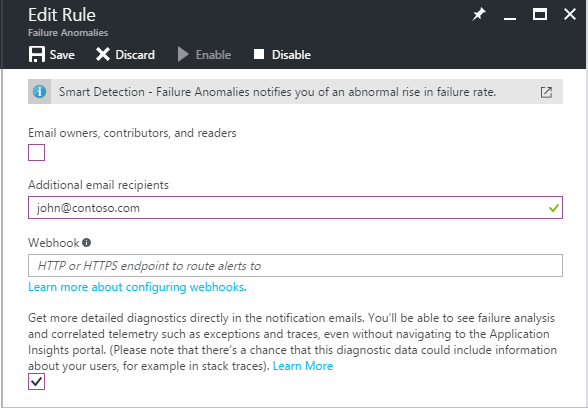 Edit Rule
Failure Anomalies
Save Discard Enable Disable
Smart Detection - Failure Anomalies notifies you of an abnormal rise in failure rate.
Email owners, contributors, and readers
Additional email recipients
john@contoso.com
Webhook
HTTP or HTTPS endpoint to route alerts to
Learn more about configuring webhooks.
Get more detailed diagnostics directly in the notification emails. You'll be able to see failure analysis
and correlated telemetry such as exceptions and traces, even without navigating to the Application
Insights portal. (Please note that there's a chance that this diagnostic data could include information
about your users, for example in stack traces). Learn More